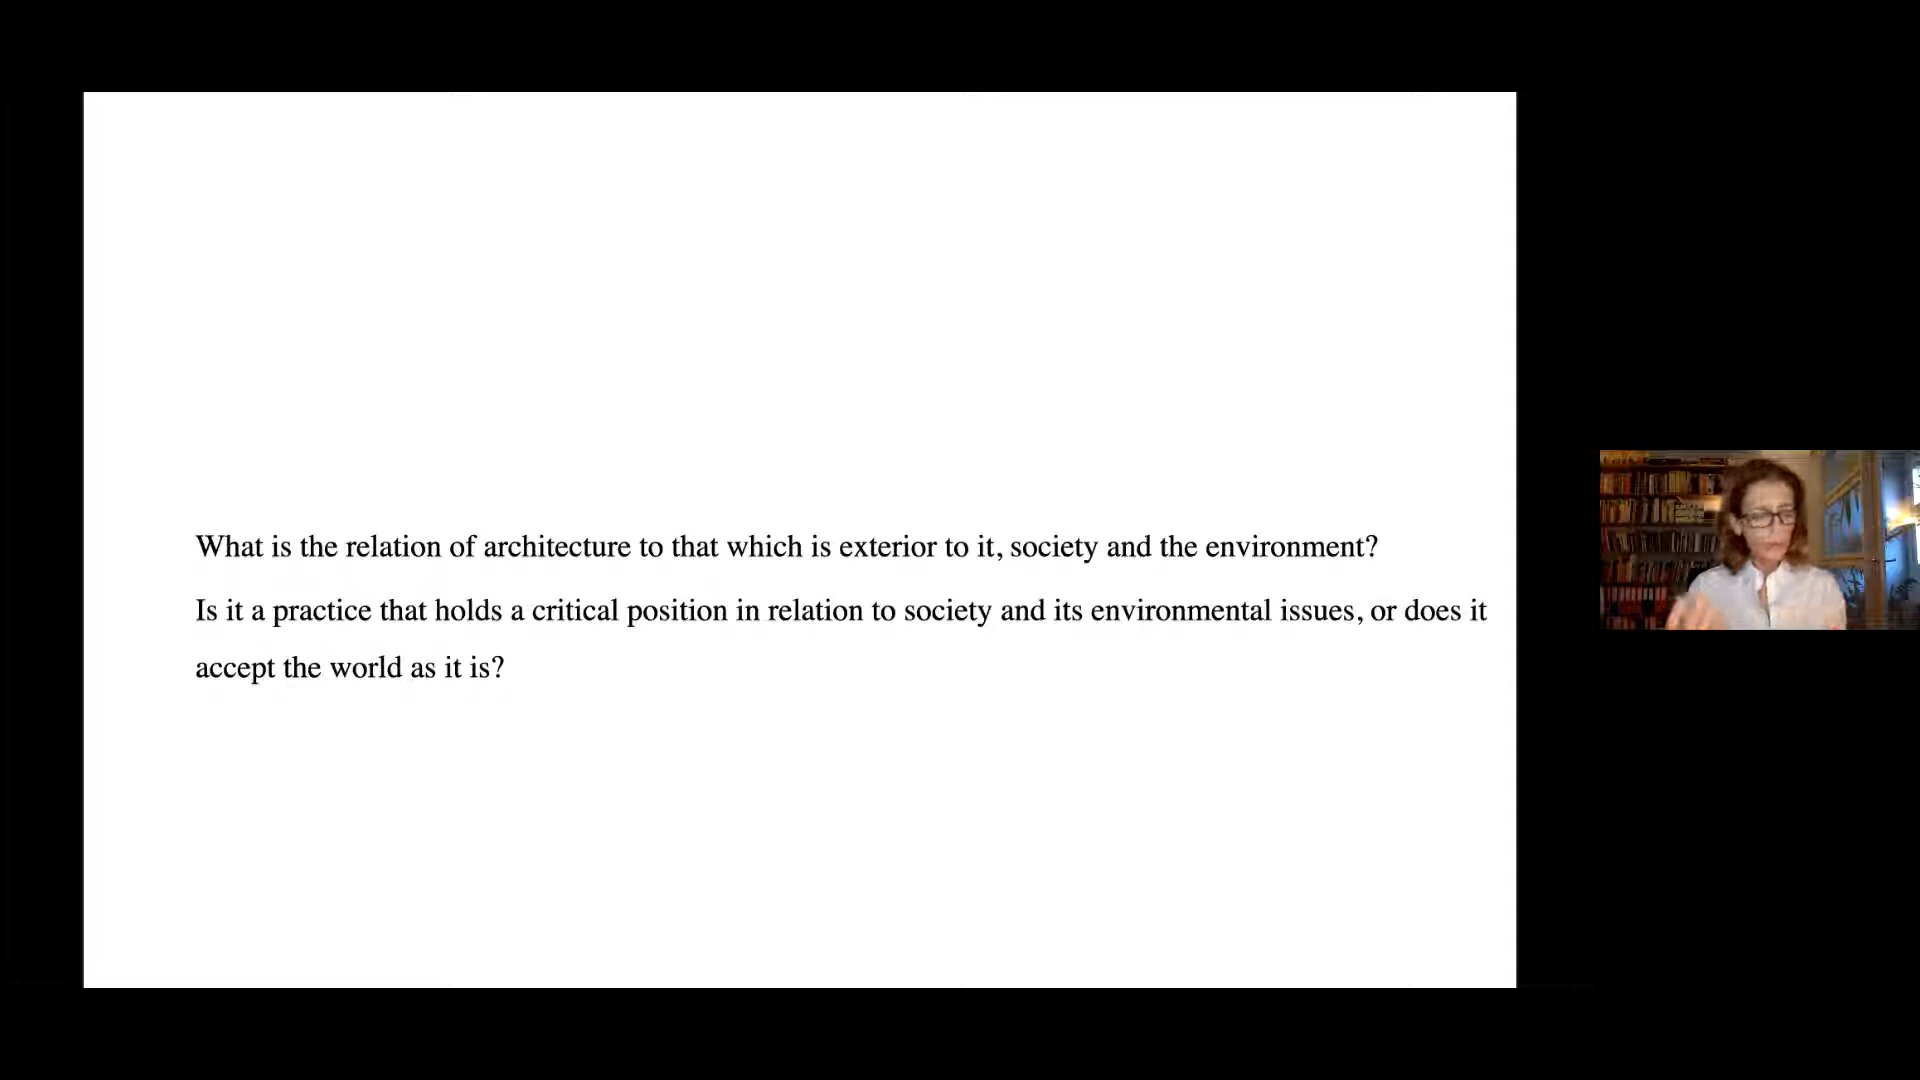 What is the relation of architecture to that which is exterior to it, society and the environment?
Is it a practice that holds a critical position in relation to society and its environmental issues, or does it
accept the world as it is?